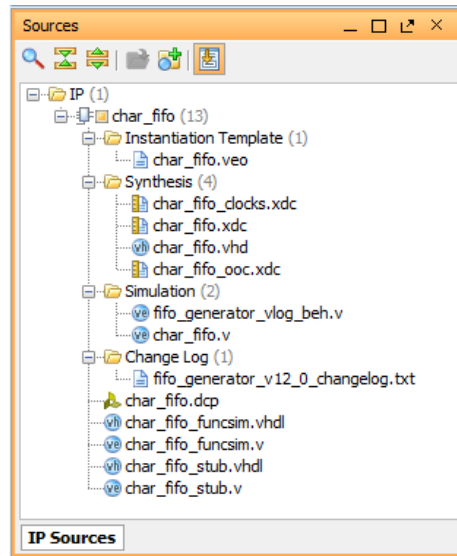 Sources
IP (1)
char_fifo (13)
Instantiation Template (1)
char_fifo.veo
Synthesis (4)
char_fifo_clocks.xdc
char_fifo.xdc
char_fifo.vhd
char_fifo_ooc.xdc
Simulation (2)
fifo_generator_vlog_beh.v
char_fifo.v
Change Log (1)
fifo_generator_v12_0_changelog.txt
char_fifo.dcp
char_fifo_funcsim.vhdl
char_fifo_funcsim.v
char_fifo_stub.vhdl
char_fifo_stub.v
IP Sources